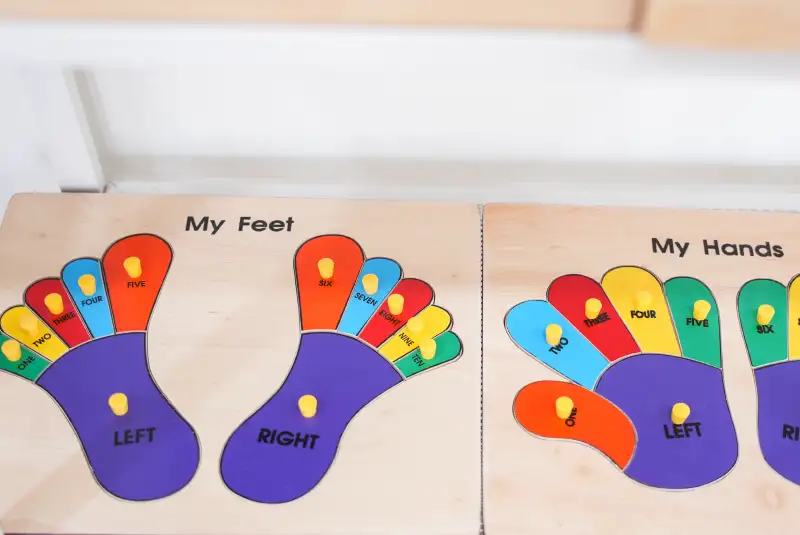 My Feet
ONE
TWO
THREE
FOUR
FIVE
LEFT
SIX
SEVEN
EIGHT
NINE
TEN
RIGHT
My Hands
ONE
TWO
THREE
FOUR
FIVE
LEFT
SIX